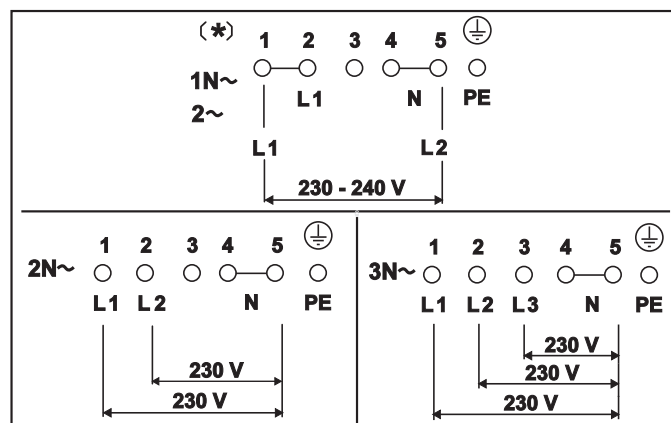 (*) 1 2 3 4 5
1N~ L1 N PE
2~
L1 L2
230 - 240 V
1 2 3 4 5
2N~
L1 L2 N PE
230 V
230 V
1 2 3 4 5
3N~
L1 L2 L3 N PE
230 V
230 V
230 V